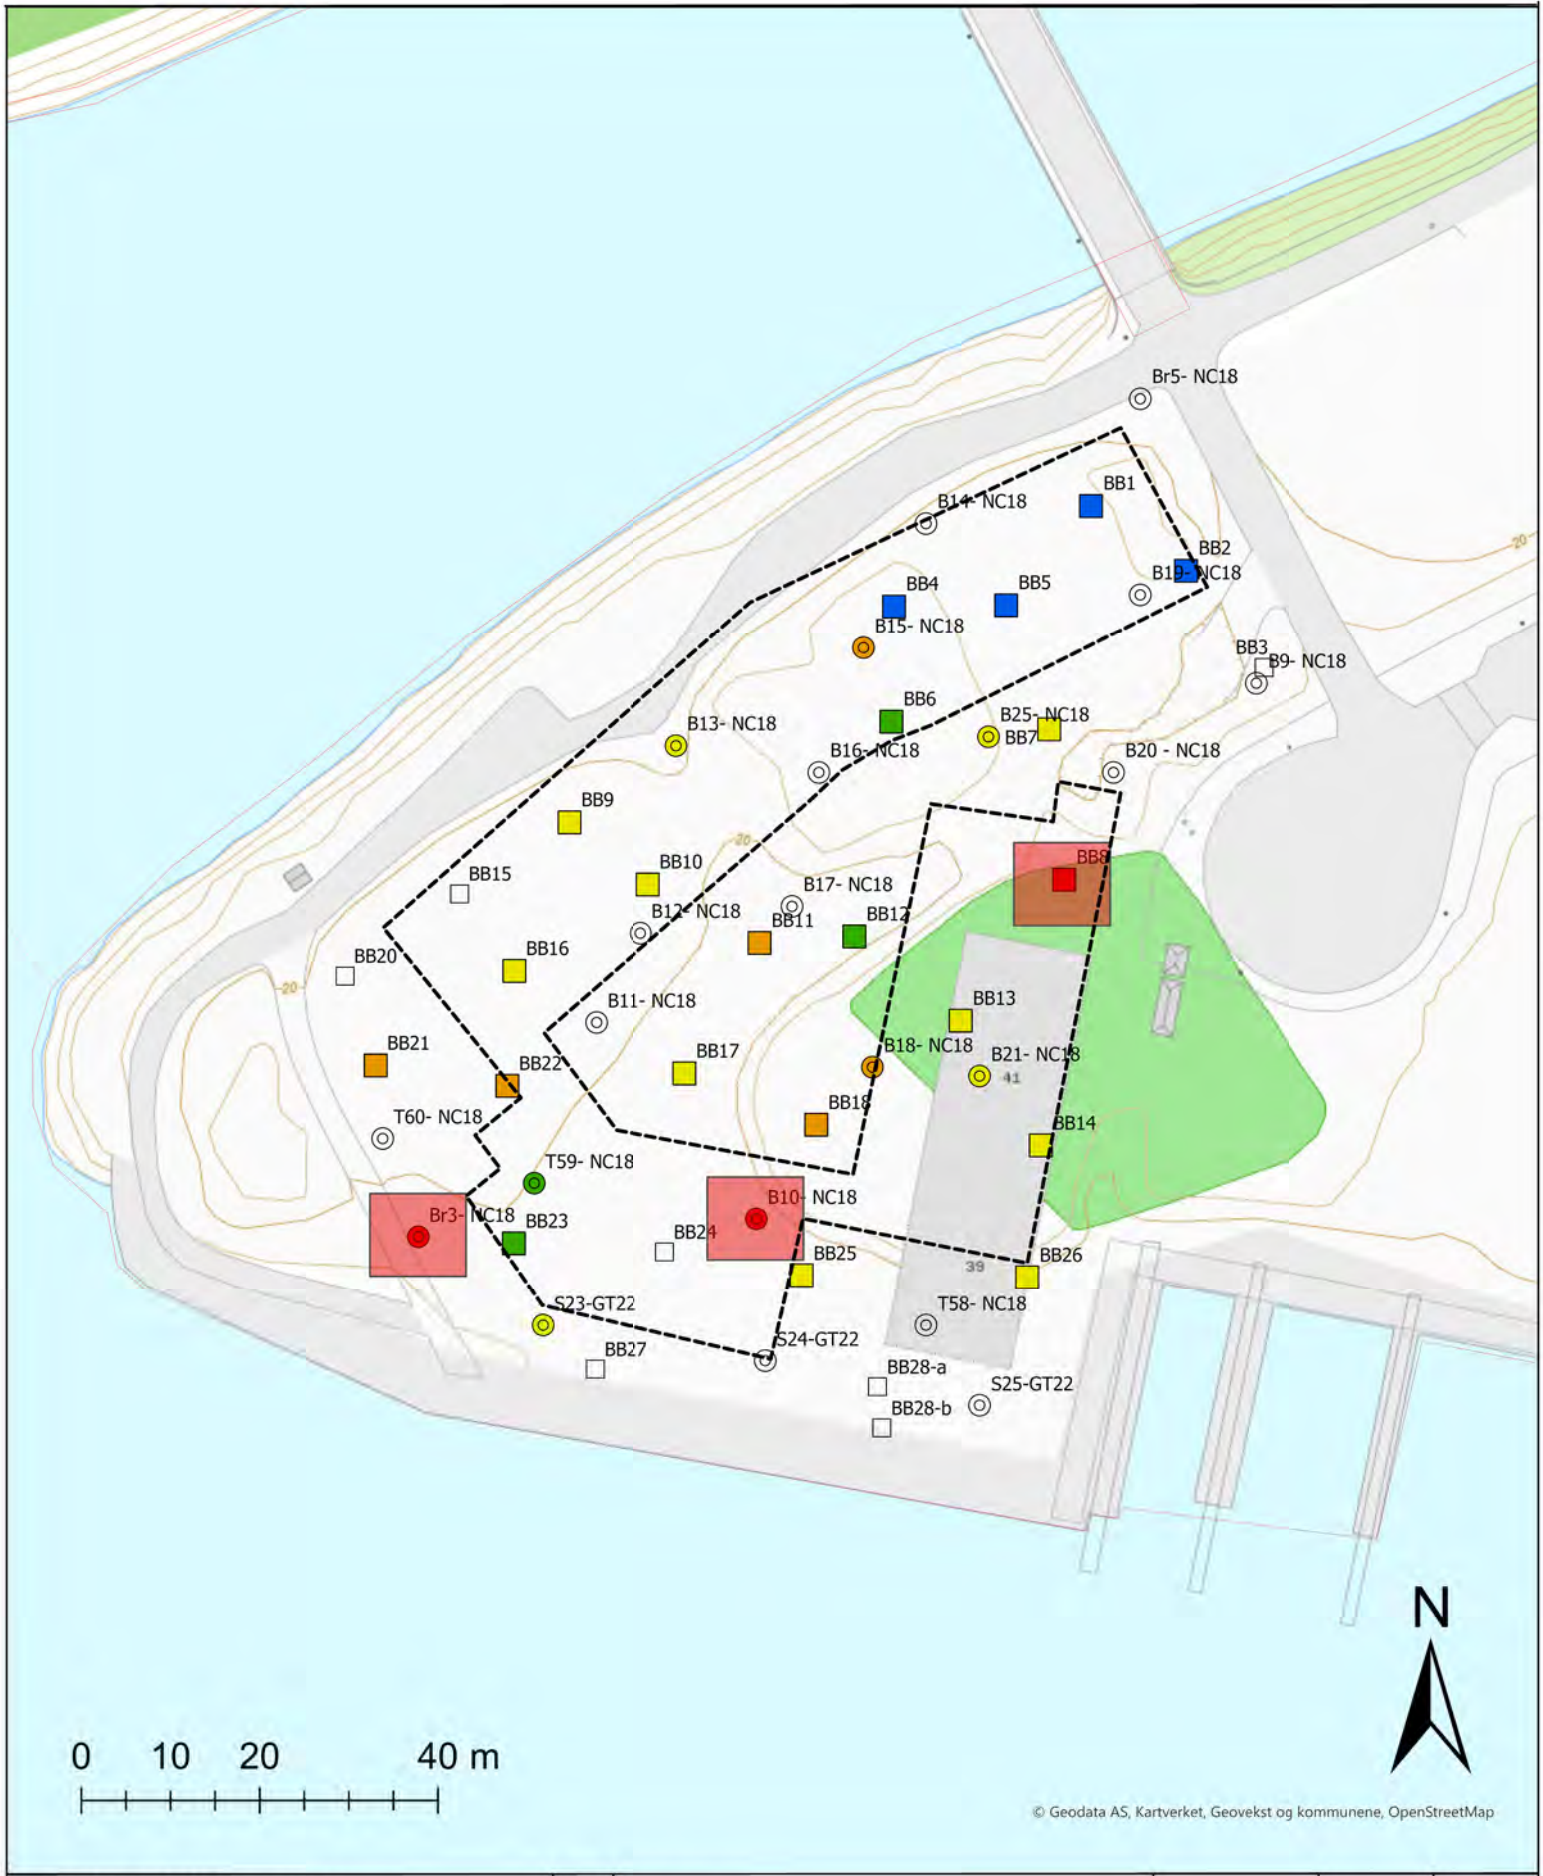 Br5- NC18
BB1
B14- NC18
-20-
BB2
B19- NC18
BB4
BB5
B15- NC18
BB3
B9- NC18
BB6
B25- NC18
B13- NC18
BB7
B16- NC18
B20 - NC18
BB9
-20-
BB8
BB10
BB15
B17- NC18
B12- NC18
BB11
BB12
BB16
BB20
-20-
B11- NC18
BB13
BB21
BB17
B18- NC18
B21- NC18
41
BB22
T60- NC18
BB18
BB14
T59- NC18
B10- NC18
Br3- NC18
BB23
BB24
BB25
BB26
39
S23-GT22
T58- NC18
S24-GT22
BB27
BB28-a
S25-GT22
BB28-b
N
0 10 20 40 m
© Geodata AS, Kartverket, Geovekst og kommunene, OpenStreetMap